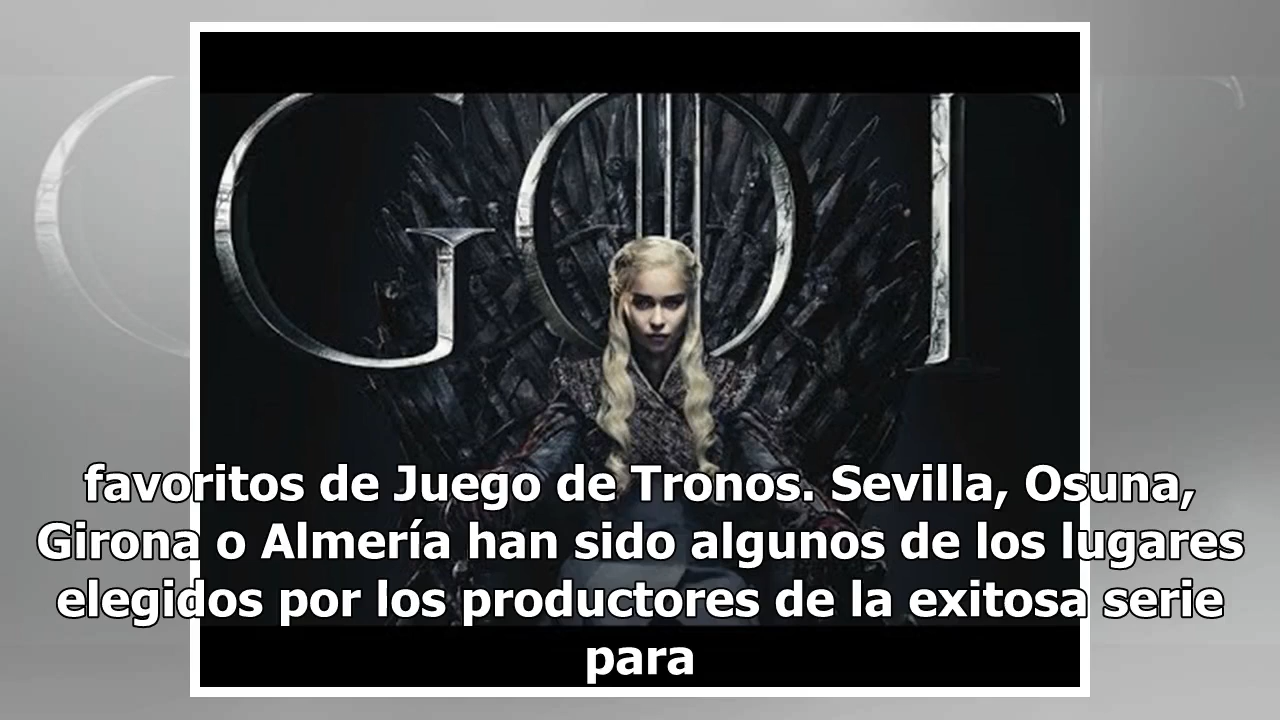 GOT
favoritos de Juego de Tronos. Sevilla, Osuna,
Girona o Almería han sido algunos de los lugares
elegidos por los productores de la exitosa serie
para